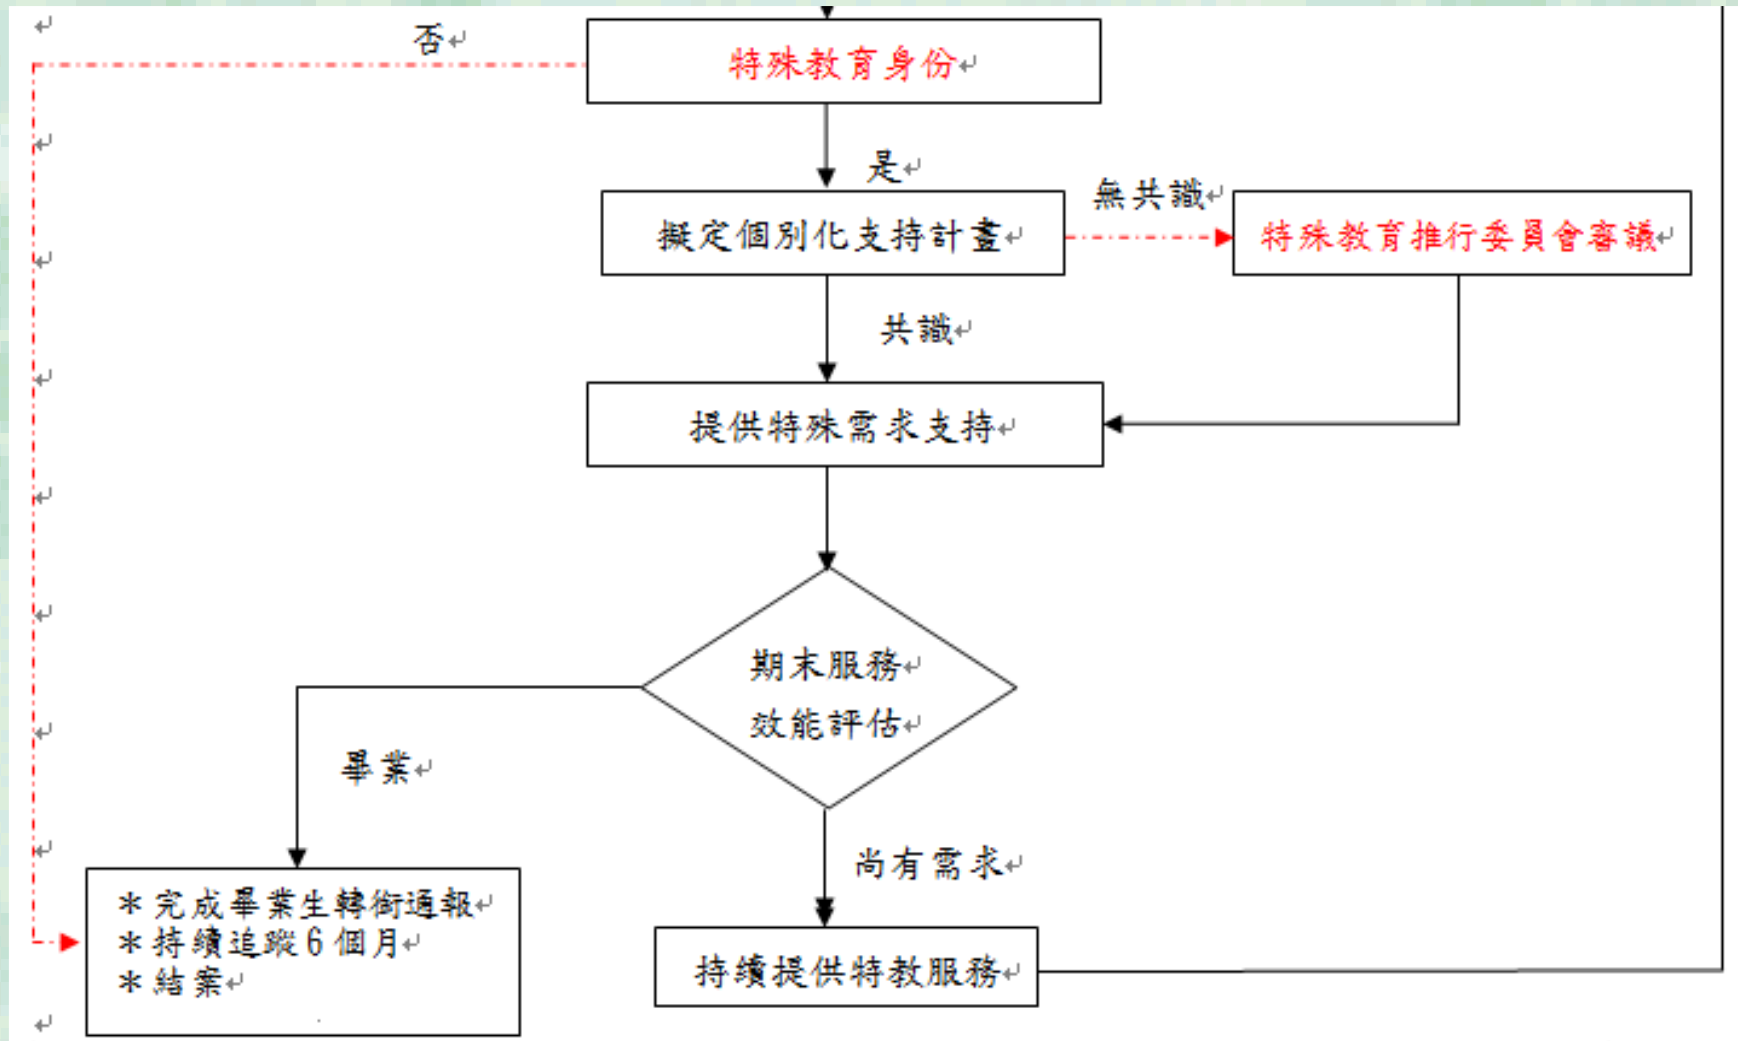 否
特殊教育身份
是
無共識
擬定個別化支持計畫
特殊教育推行委員會審議
共識
提供特殊需求支持
期末服務
效能評估
畢業
尚有需求
＊完成畢業生轉銜通報
＊持續追蹤6個月
＊結案
持續提供特教服務